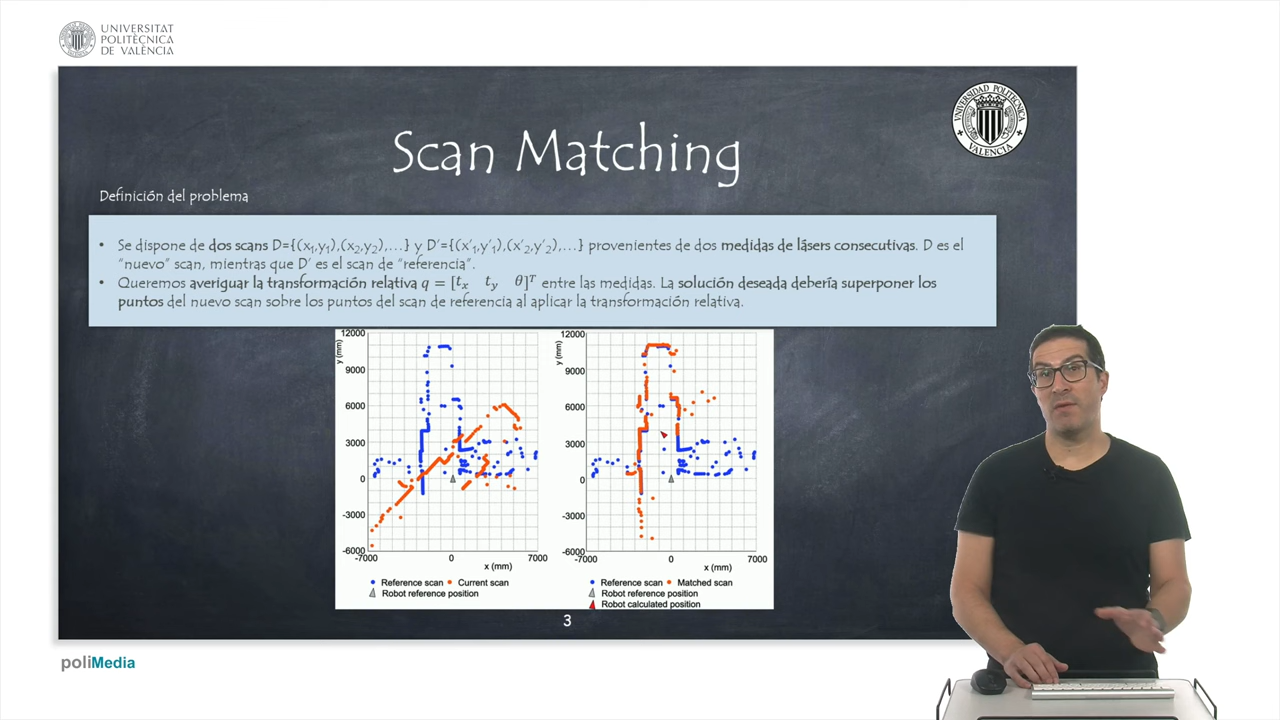 UNIVERSITAT
POLITÈCNICA
DE VALÈNCIA
UNIVERSIDAD POLITECNICA
VALENCIA
Scan Matching
Definición del problema
• Se dispone de dos scans D={(x₁,y₁),(x₂,y₂),…} y D’={(x’₁,y’₁),(x’₂,y’₂),…} provenientes de dos medidas de lásers consecutivas. D es el
“nuevo” scan, mientras que D’ es el scan de “referencia”.
• Queremos averiguar la transformación relativa q = [tₓ t_y θ]ᵀ entre las medidas. La solución deseada debería superponer los
puntos del nuevo scan sobre los puntos del scan de referencia al aplicar la transformación relativa.
12000
y (mm)
9000
6000
3000
0
-3000
-6000
-7000 0 7000
x (mm)
Reference scan Current scan
Robot reference position
12000
y (mm)
9000
6000
3000
0
-3000
-6000
-7000 0 7000
x (mm)
Reference scan Matched scan
Robot reference position
Robot calculated position
3
poliMedia